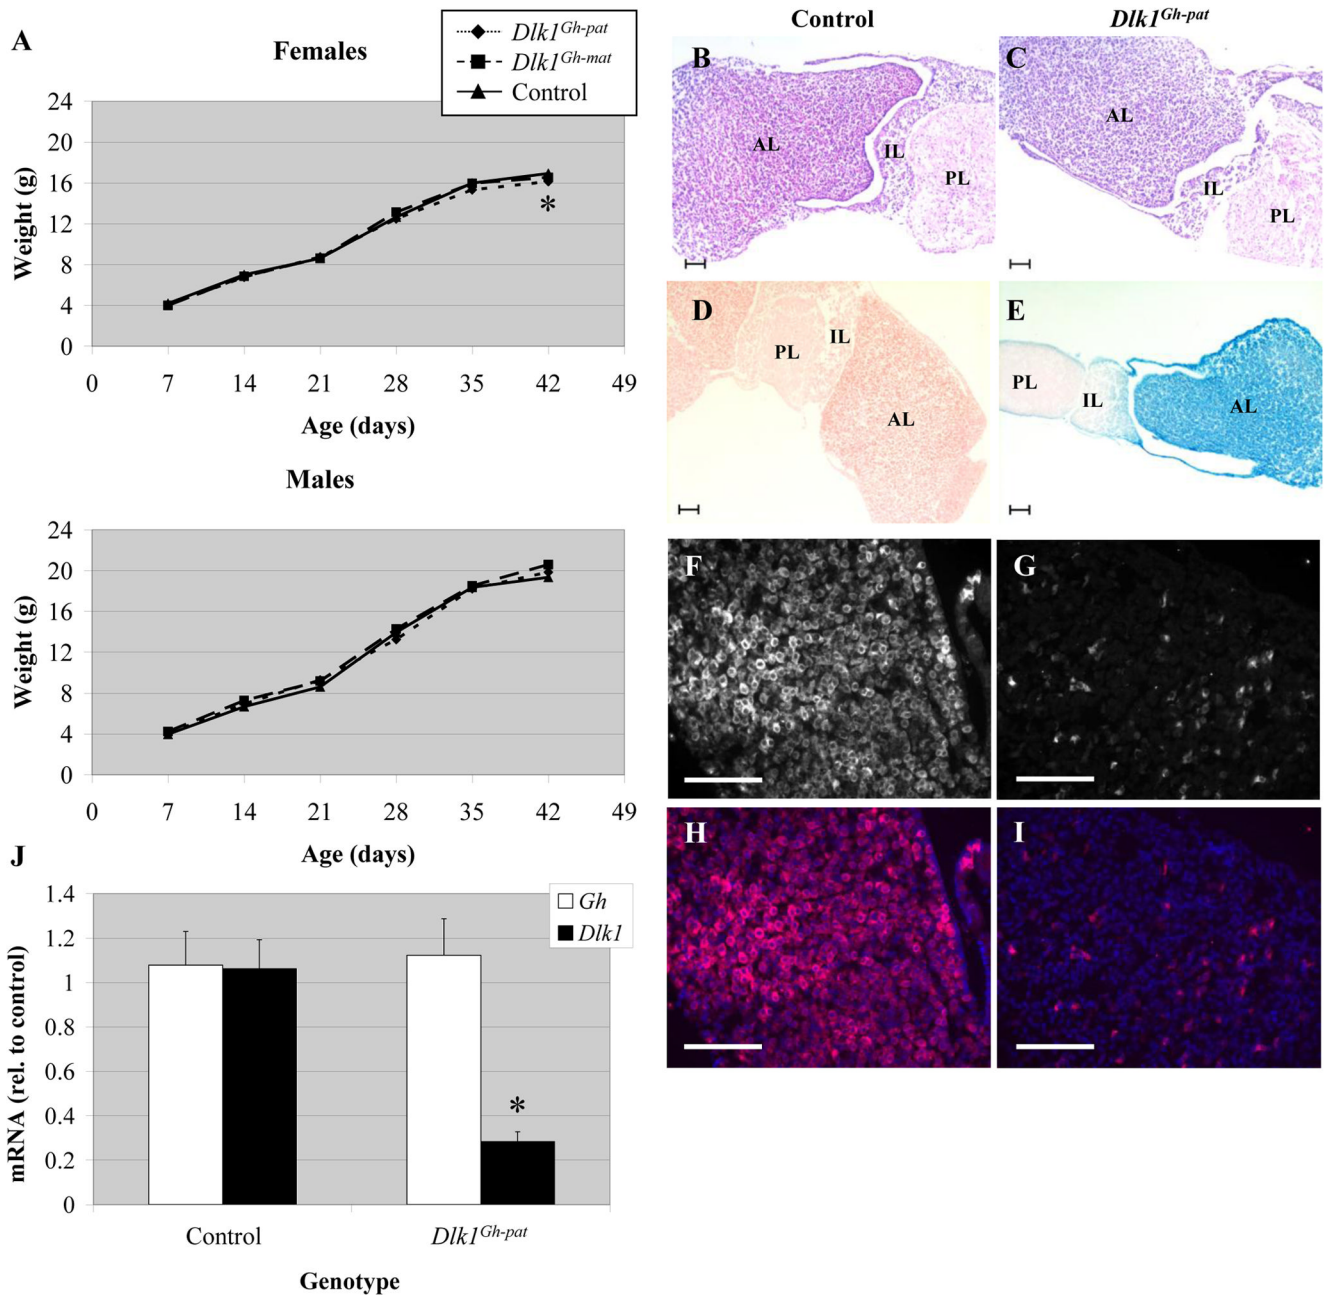 A
Females
Dlk1Gh-pat
Dlk1Gh-mat
Control
Weight (g)
24
20
16
12
8
4
0
*
0 7 14 21 28 35 42 49
Age (days)
Males
Weight (g)
24
20
16
12
8
4
0
0 7 14 21 28 35 42 49
Age (days)
Control
Dlk1Gh-pat
B
AL
IL
PL
C
AL
IL
PL
D
PL
IL
AL
E
PL
IL
AL
F
G
H
I
J
mRNA (rel. to control)
1.4
1.2
1
0.8
0.6
0.4
0.2
0
Gh
Dlk1
*
Control
Dlk1Gh-pat
Genotype